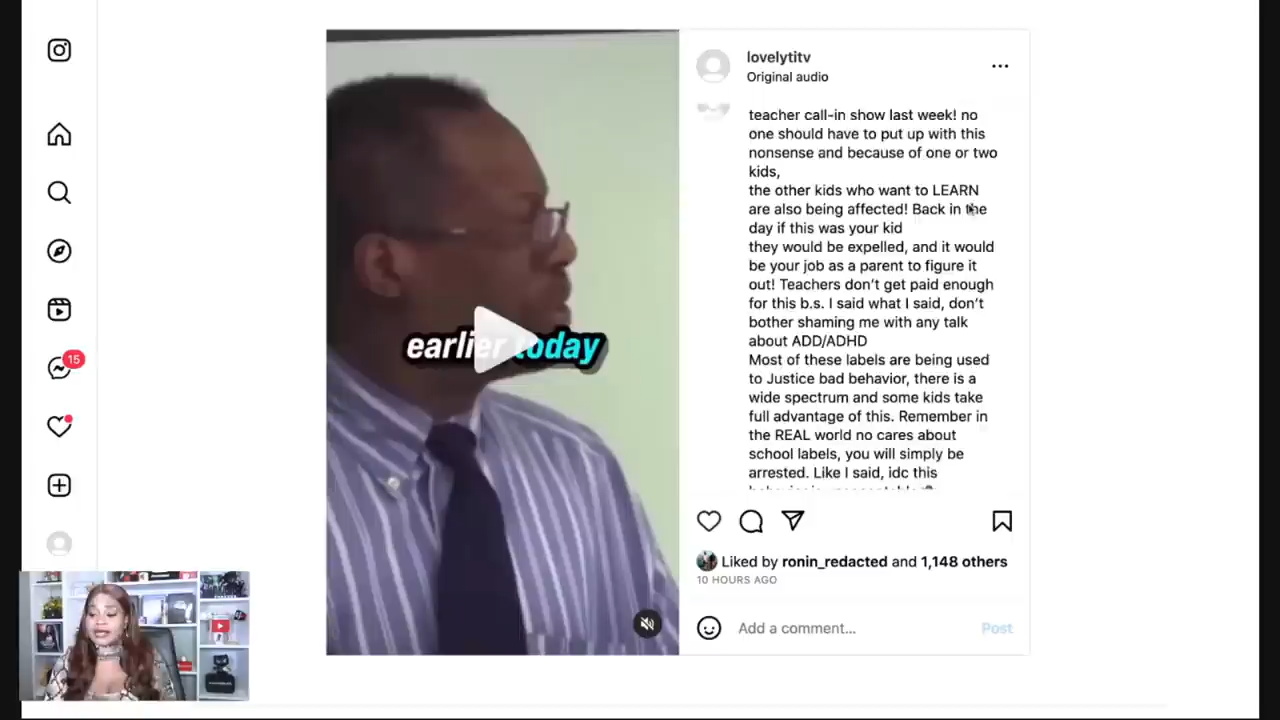 lovelytitv
Original audio
teacher call-in show last week! no
one should have to put up with this
nonsense and because of one or two
kids,
the other kids who want to LEARN
are also being affected! Back in the
day if this was your kid
they would be expelled, and it would
be your job as a parent to figure it
out! Teachers don't get paid enough
for this b.s. I said what I said, don't
bother shaming me with any talk
about ADD/ADHD
Most of these labels are being used
to Justice bad behavior, there is a
wide spectrum and some kids take
full advantage of this. Remember in
the REAL world no cares about
school labels, you will simply be
arrested. Like I said, idc this
earlier today
15
Liked by ronin_redacted and 1,148 others
10 HOURS AGO
Add a comment...
Post